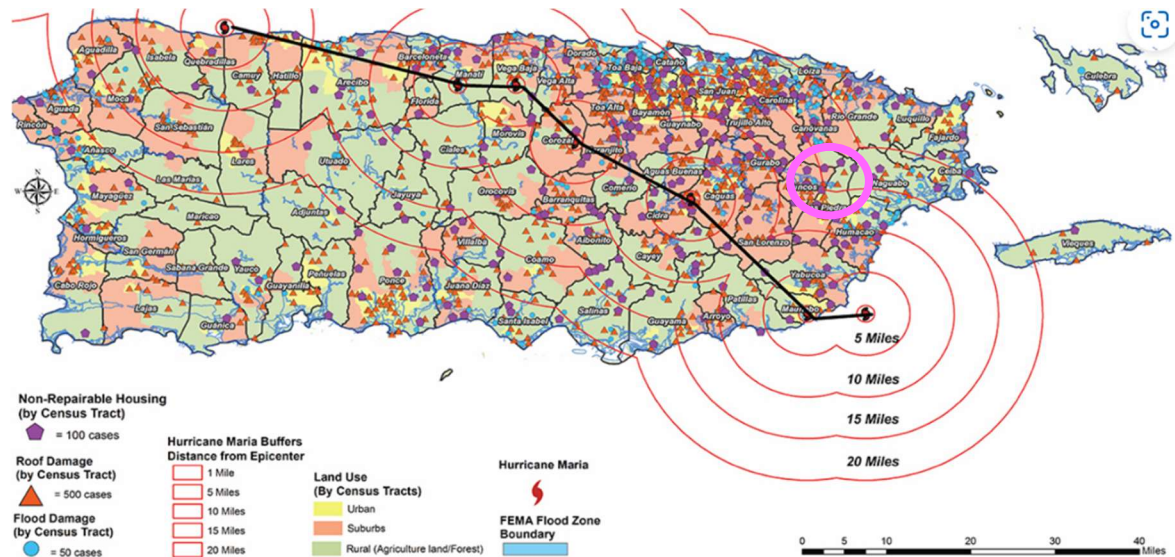 Aguadilla
Isabela
Quebradillas
Camuy
Hatillo
Arecibo
Barceloneta
Manatí
Vega Baja
Vega Alta
Dorado
Toa Baja
Cataño
San Juan
Loíza
Carolina
Culebra
Aguada
Moca
San Sebastián
Florida
Toa Alta
Bayamón
Guaynabo
Trujillo Alto
Canóvanas
Río Grande
Luquillo
Fajardo
Rincón
Añasco
Lares
Utuado
Ciales
Morovis
Corozal
Naranjito
Gurabo
Ceiba
Las Marías
Jayuya
Orocovis
Barranquitas
Comerío
Aguas Buenas
Caguas
Naguabo
Mayagüez
Maricao
Adjuntas
Cidra
Humacao
Vieques
Hormigueros
San Germán
Villalba
Aibonito
San Lorenzo
Sabana Grande
Yauco
Peñuelas
Coamo
Cayey
Yabucoa
Cabo Rojo
Guayanilla
Ponce
Juana Díaz
Patillas
Lajas
Guánica
Santa Isabel
Salinas
Guayama
Arroyo
Maunabo
N
W
E
S
5 Miles
10 Miles
15 Miles
20 Miles
Non-Repairable Housing
(by Census Tract)
= 100 cases
Roof Damage
(by Census Tract)
= 500 cases
Flood Damage
(by Census Tract)
= 50 cases
Hurricane Maria Buffers
Distance from Epicenter
1 Mile
5 Miles
10 Miles
15 Miles
20 Miles
Land Use
(By Census Tracts)
Urban
Suburbs
Rural (Agriculture land/Forest)
Hurricane Maria
FEMA Flood Zone
Boundary
0 5 10 20 30 40
Miles